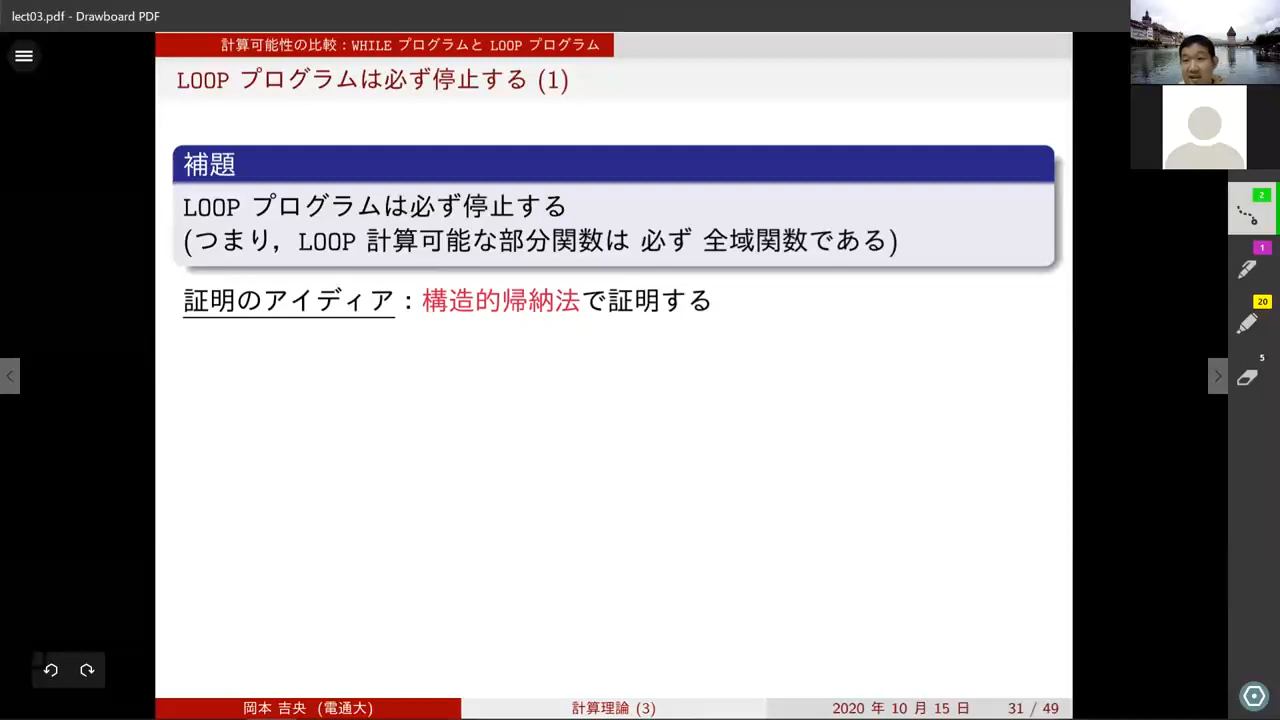 lect03.pdf - Drawboard PDF
計算可能性の比較：WHILE プログラムと LOOP プログラム
LOOP プログラムは必ず停止する (1)
補題
LOOP プログラムは必ず停止する
(つまり，LOOP 計算可能な部分関数は 必ず 全域関数である)
証明のアイディア：構造的帰納法で証明する
2
1
20
5
岡本 吉央 (電通大)
計算理論 (3)
2020 年 10 月 15 日
31 / 49